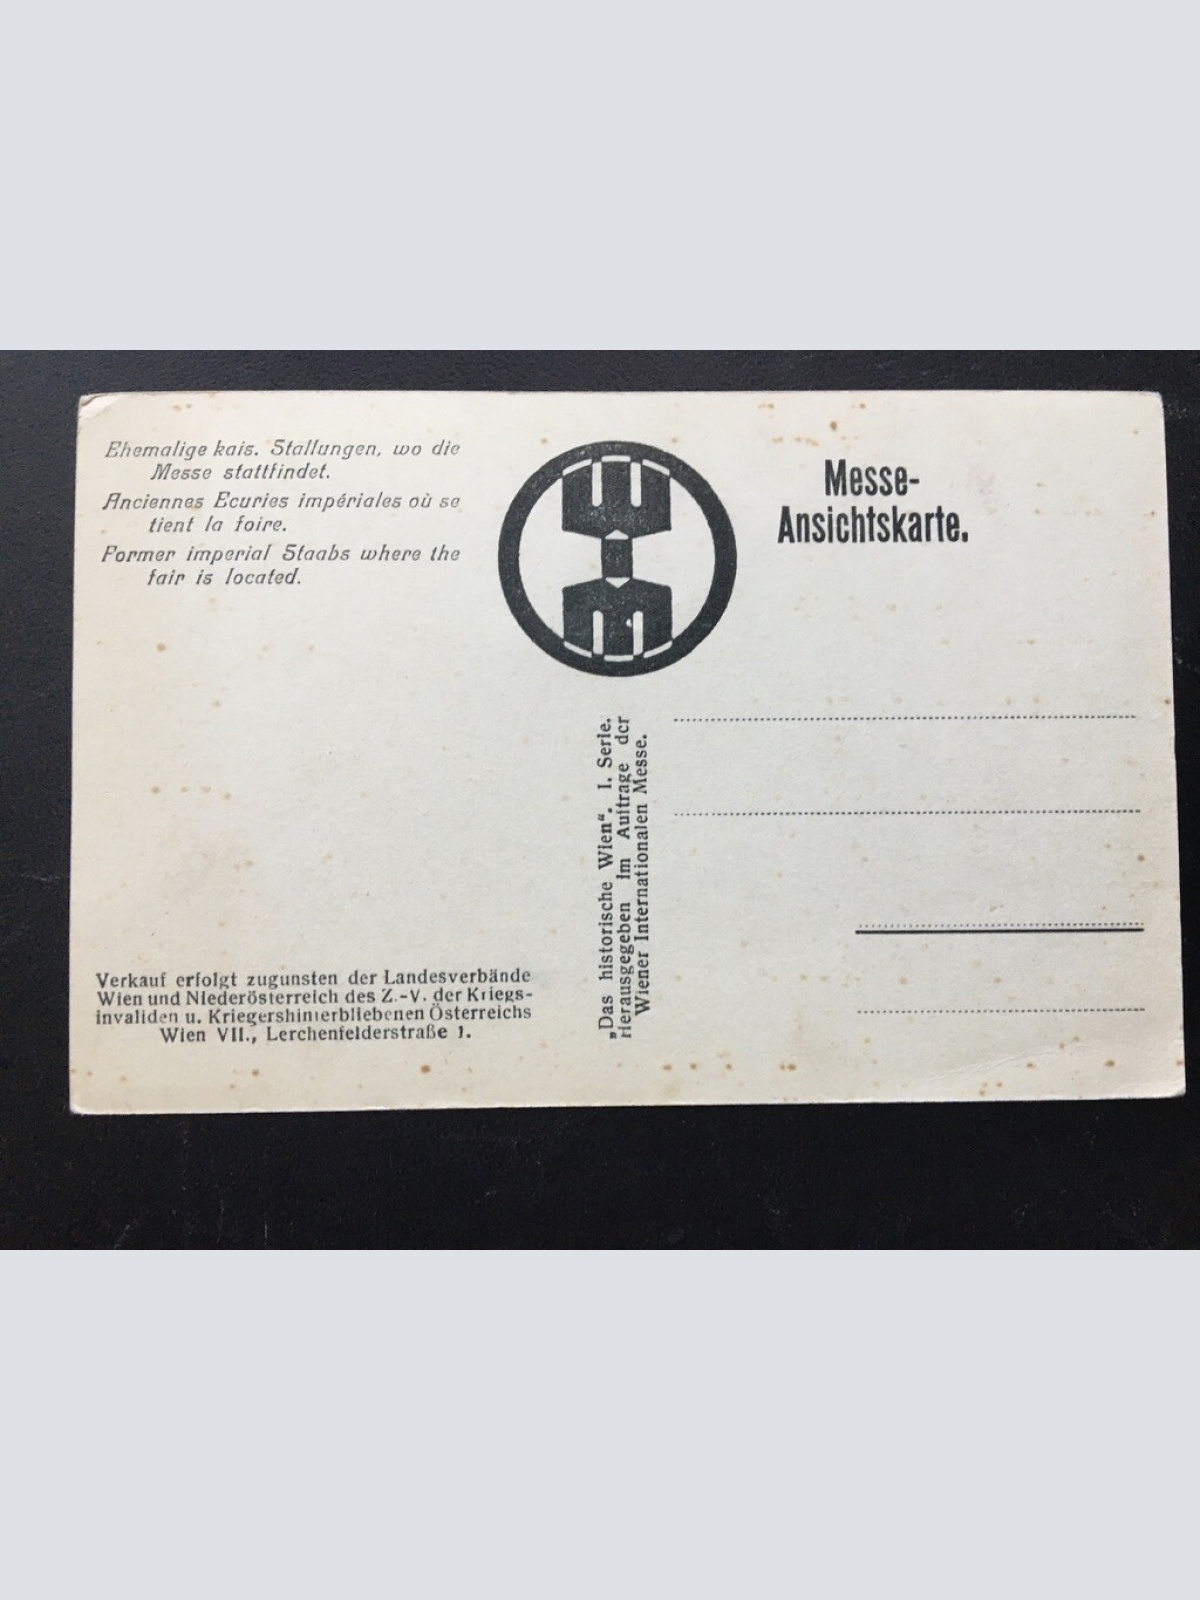 Ehemalige kais. Stallungen, wo die
Messe stattfindet.
Anciennes Ecuries impériales où se
tient la foire.
Former imperial Staabs where the
fair is located.
Messe-
Ansichtskarte.
„Das historische Wien“. I. Serie.
Herausgegeben im Auftrage der
Wiener Internationalen Messe.
Verkauf erfolgt zugunsten der Landesverbände
Wien und Niederösterreich des Z.-V. der Kriegs-
invaliden u. Kriegershinterbliebenen Österreichs
Wien VII., Lerchenfelderstraße 1.